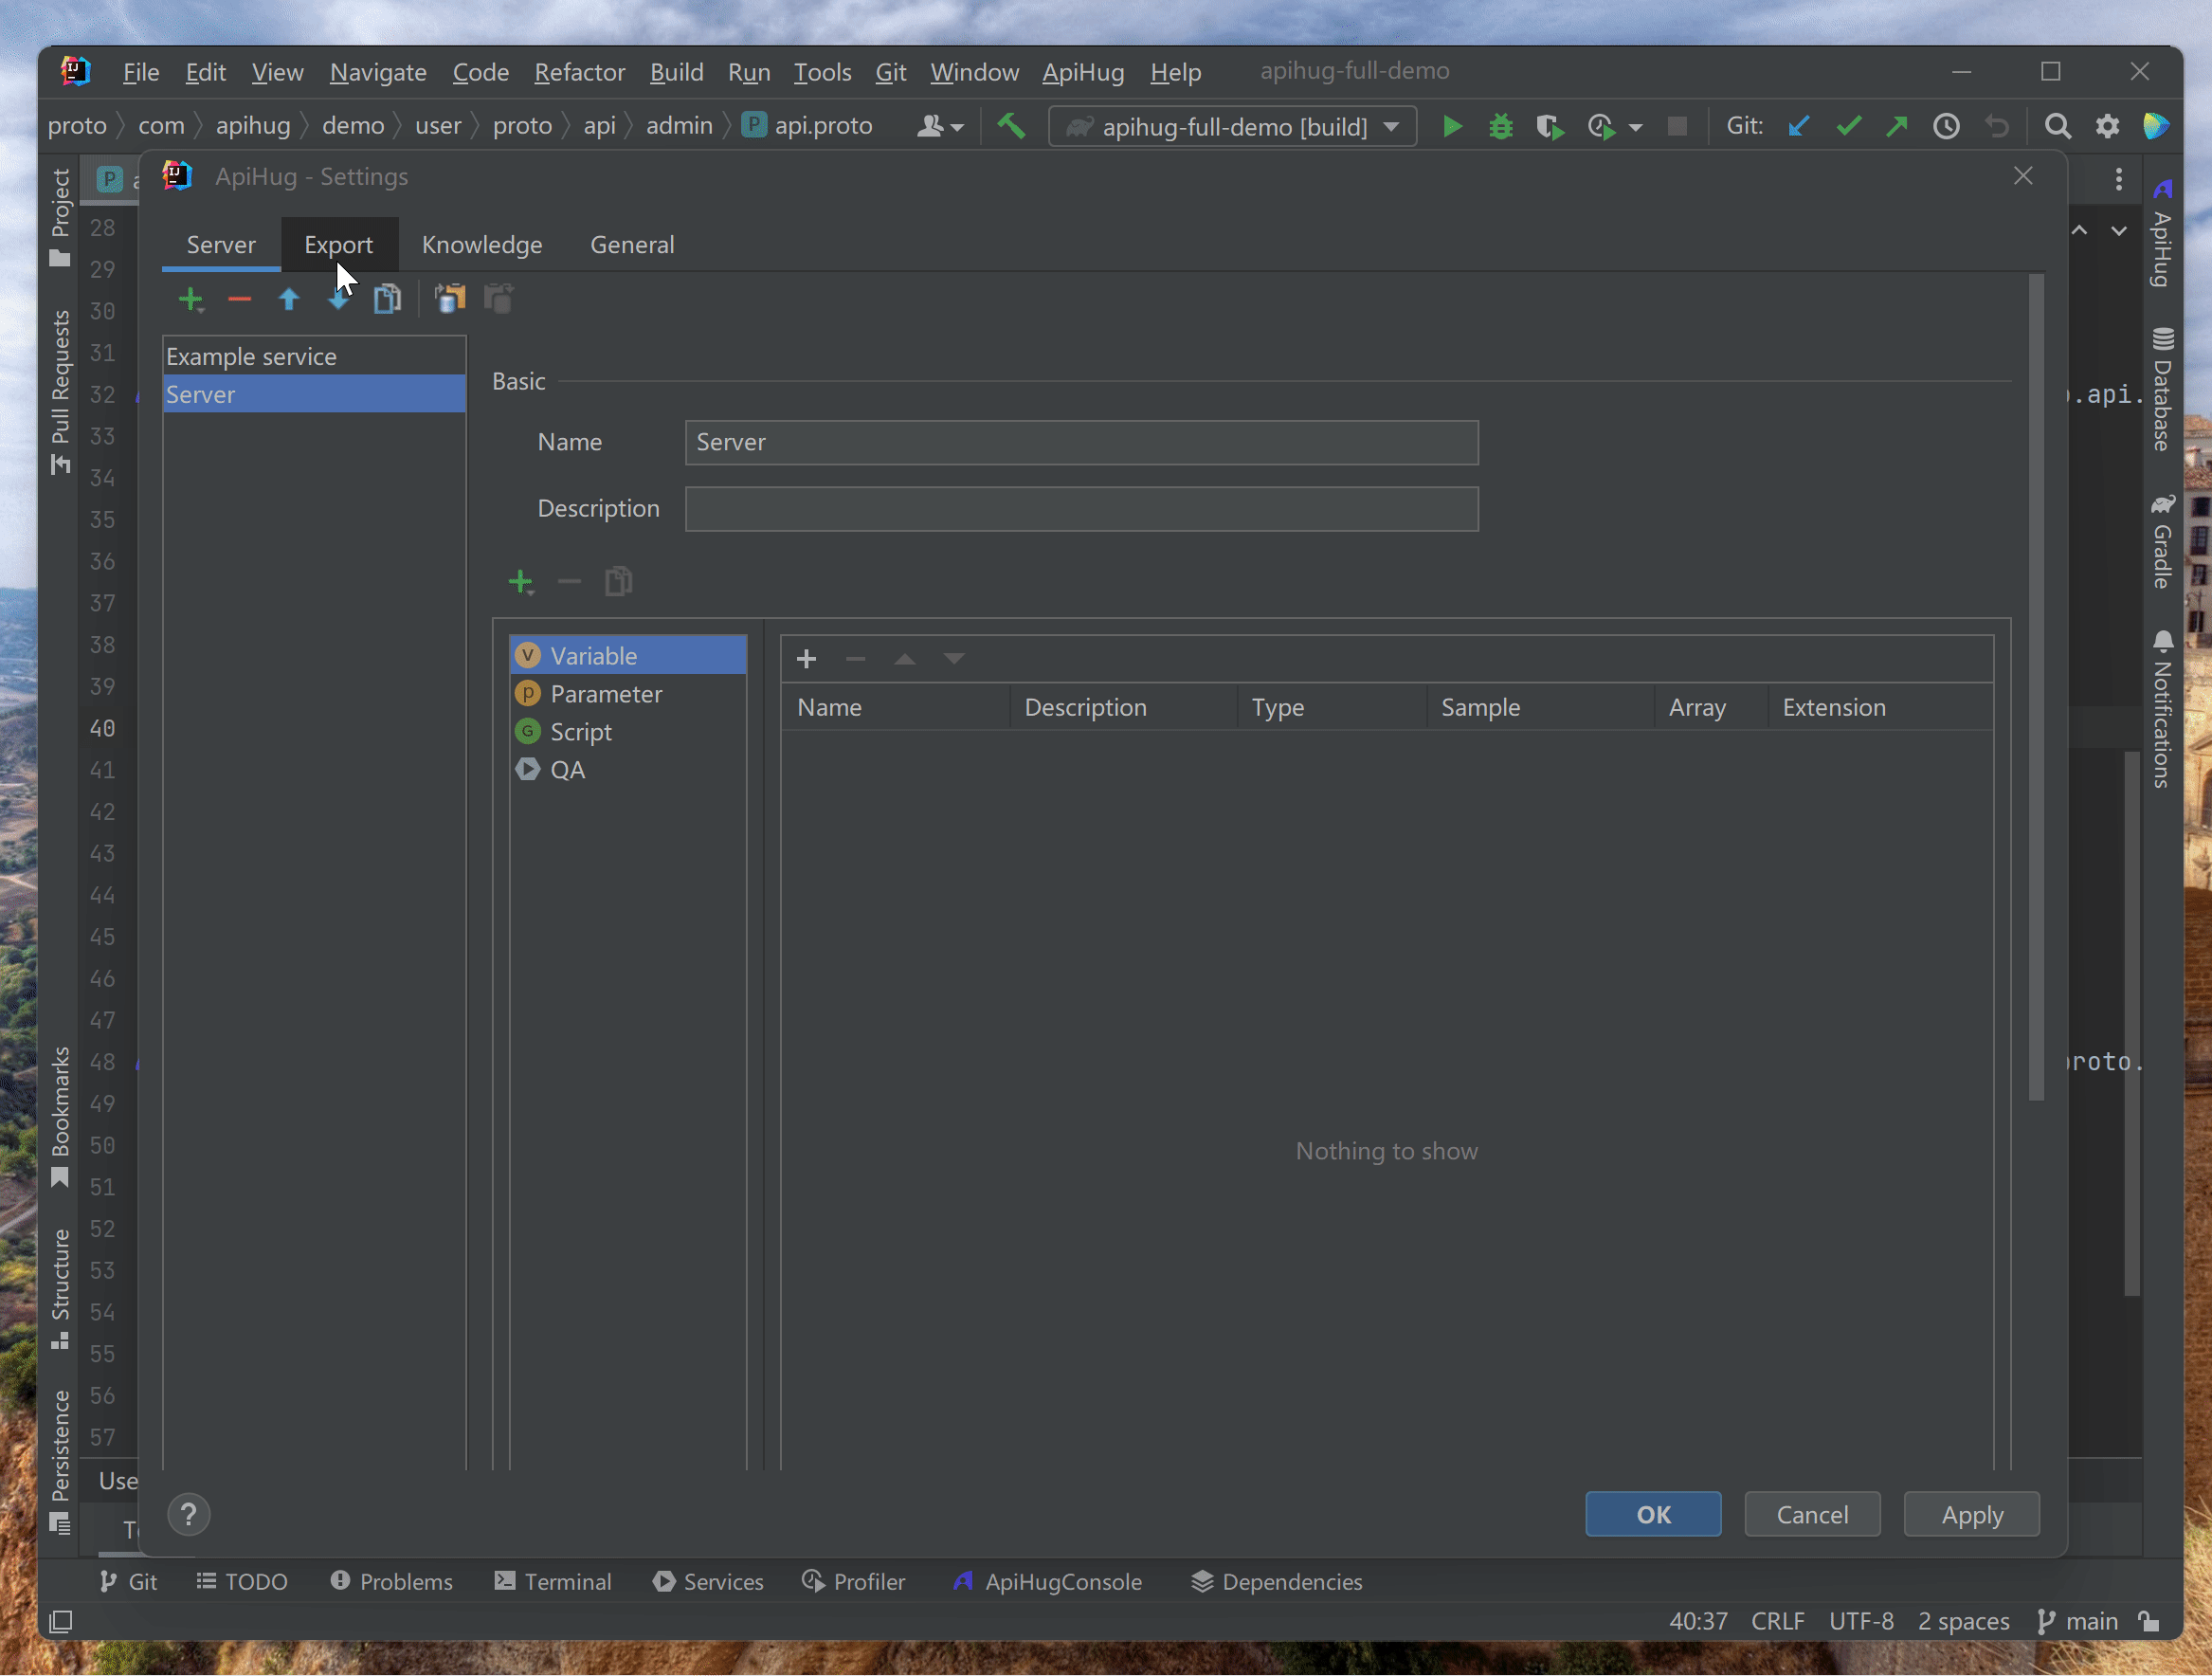 File Edit View Navigate Code Refactor Build Run Tools Git Window ApiHug Help apihug-full-demo
proto com apihug demo user proto api admin api.proto apihug-full-demo [build] Git:
ApiHug - Settings
Server Export Knowledge General
Example service
Server
Basic
Name Server
Description
Variable
Parameter
Script
QA
Name Description Type Sample Array Extension
Nothing to show
OK Cancel Apply
Project
Pull Requests
Bookmarks
Structure
Persistence
28
29
30
31
32
33
34
35
36
37
38
39
40
41
42
43
44
45
46
47
48
49
50
51
52
53
54
55
56
57
.api.
roto.
Use
ApiHug
Database
Gradle
Notifications
Git TODO Problems Terminal Services Profiler ApiHugConsole Dependencies
40:37 CRLF UTF-8 2 spaces main